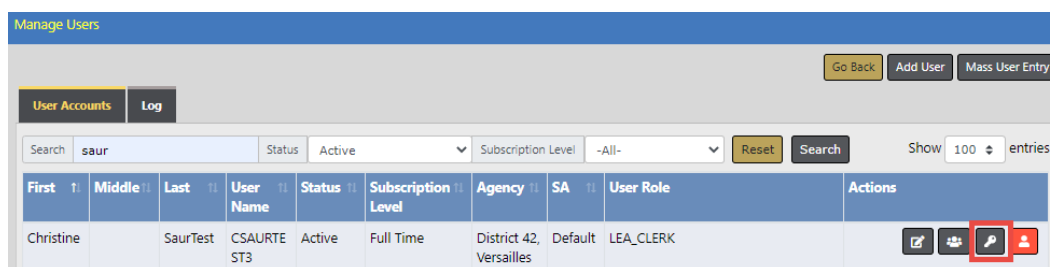 Manage Users
Go Back Add User Mass User Entry
User Accounts Log
Search saur Status Active Subscription Level -All- Reset Search Show 100 entries
First Middle Last User Name Status Subscription Level Agency SA User Role Actions
Christine SaurTest CSAURTE ST3 Active Full Time District 42, Versailles Default LEA_CLERK